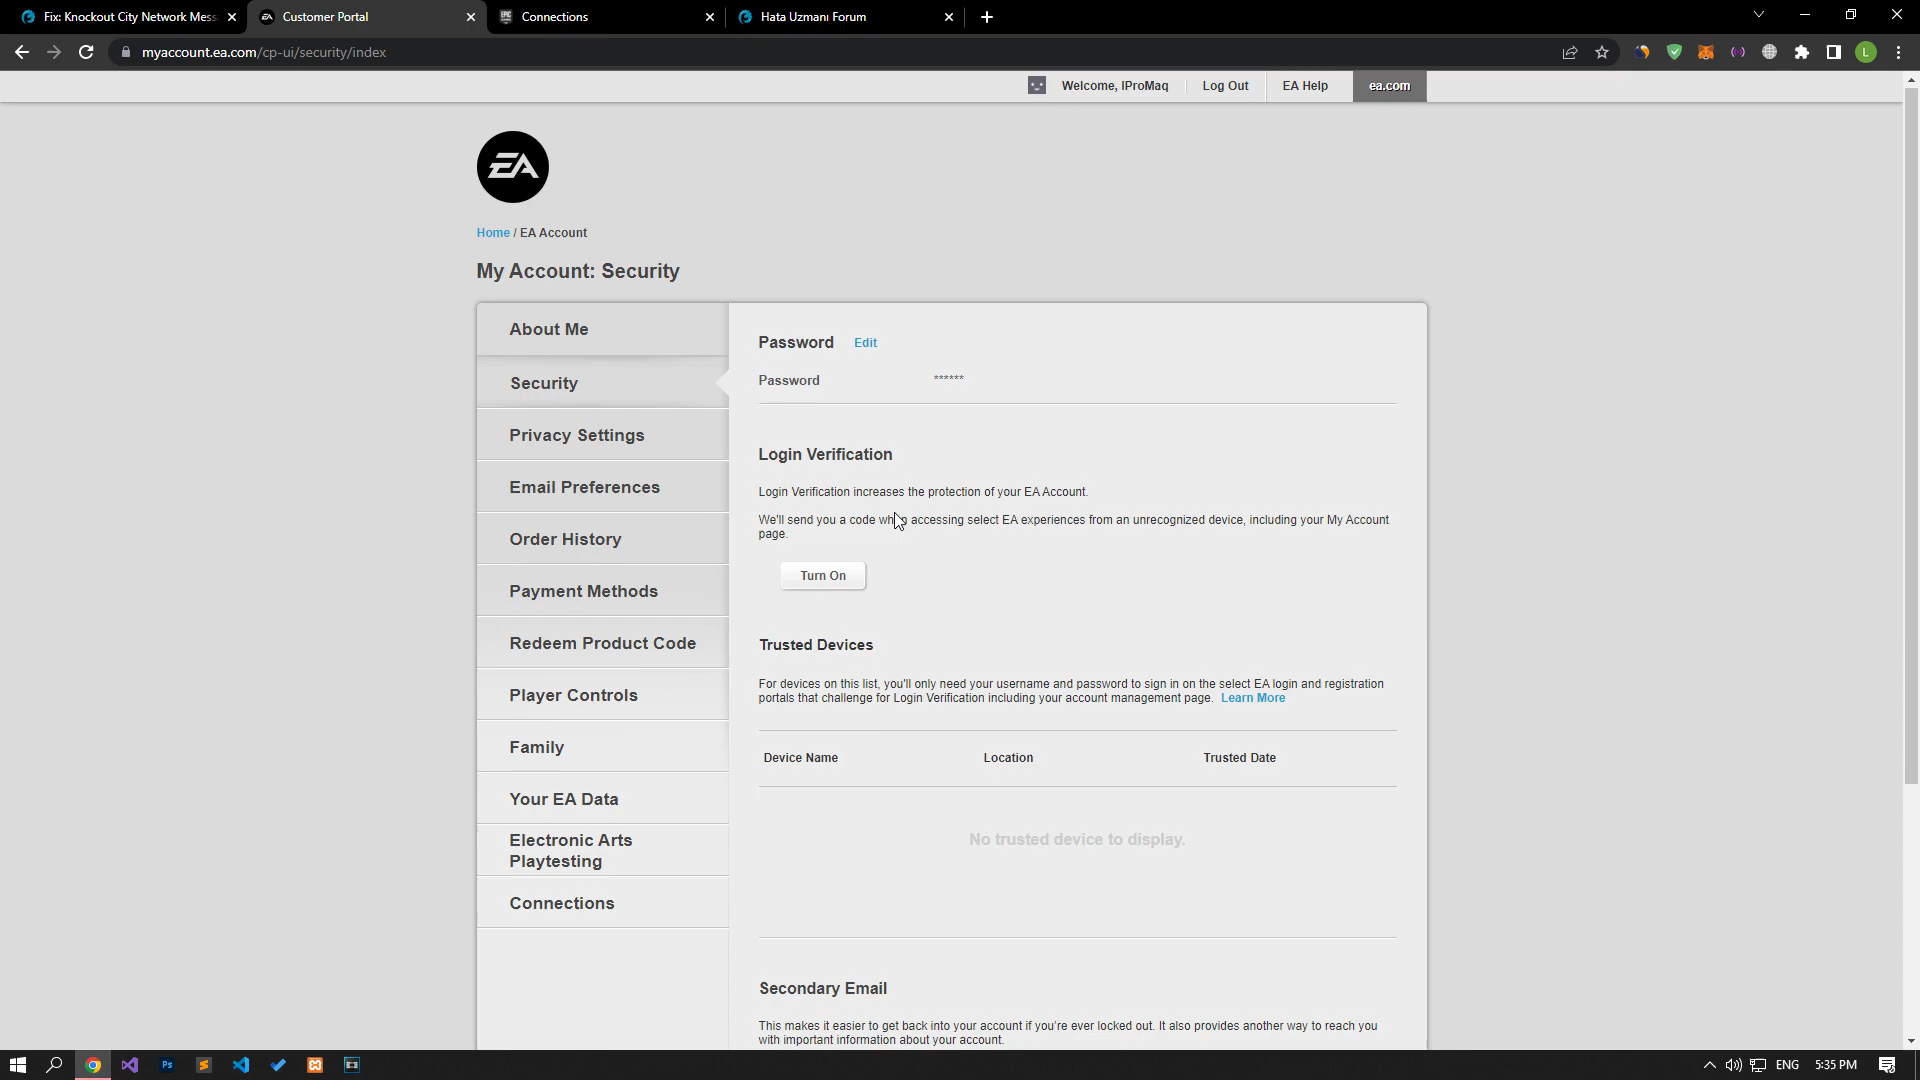 Fix: Knockout City Network Mess
Customer Portal
Connections
Hata Uzmanı Forum
myaccount.ea.com/cp-ui/security/index
L
Welcome, IProMaq
Log Out
EA Help
ea.com
EA
Home / EA Account
My Account: Security
About Me
Security
Privacy Settings
Email Preferences
Order History
Payment Methods
Redeem Product Code
Player Controls
Family
Your EA Data
Electronic Arts
Playtesting
Connections
Password Edit
Password ******
Login Verification
Login Verification increases the protection of your EA Account.
We'll send you a code when accessing select EA experiences from an unrecognized device, including your My Account
page.
Turn On
Trusted Devices
For devices on this list, you'll only need your username and password to sign in on the select EA login and registration
portals that challenge for Login Verification including your account management page. Learn More
Device Name Location Trusted Date
No trusted device to display.
Secondary Email
This makes it easier to get back into your account if you're ever locked out. It also provides another way to reach you
with important information about your account.
Ps
ENG
5:35 PM